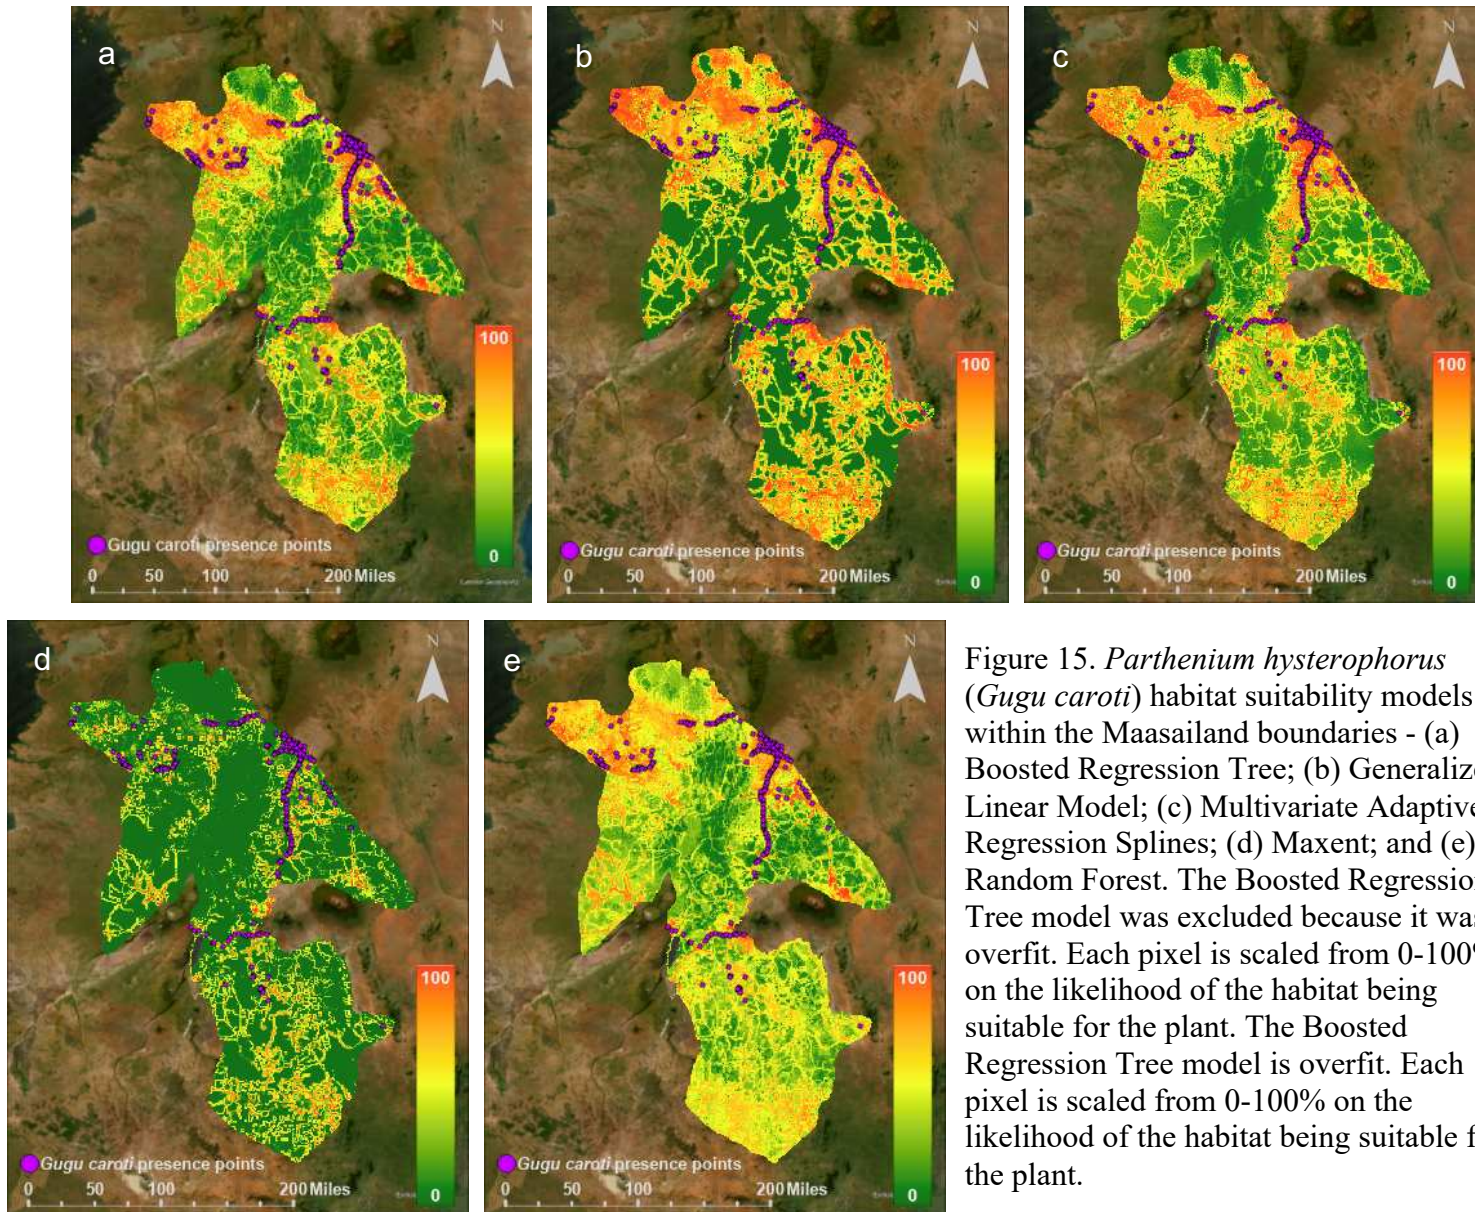 a
N
100
0
Gugu caroti presence points
0 50 100 200 Miles
b
N
100
0
Gugu caroti presence points
0 50 100 200 Miles
c
N
100
0
Gugu caroti presence points
0 50 100 200 Miles
d
N
100
0
Gugu caroti presence points
0 50 100 200 Miles
e
N
100
0
Gugu caroti presence points
0 50 100 200 Miles
Figure 15. Parthenium hysterophorus
(Gugu caroti) habitat suitability models
within the Maasailand boundaries - (a)
Boosted Regression Tree; (b) Generalize
Linear Model; (c) Multivariate Adaptive
Regression Splines; (d) Maxent; and (e)
Random Forest. The Boosted Regression
Tree model was excluded because it was
overfit. Each pixel is scaled from 0-100%
on the likelihood of the habitat being
suitable for the plant. The Boosted
Regression Tree model is overfit. Each
pixel is scaled from 0-100% on the
likelihood of the habitat being suitable f
the plant.